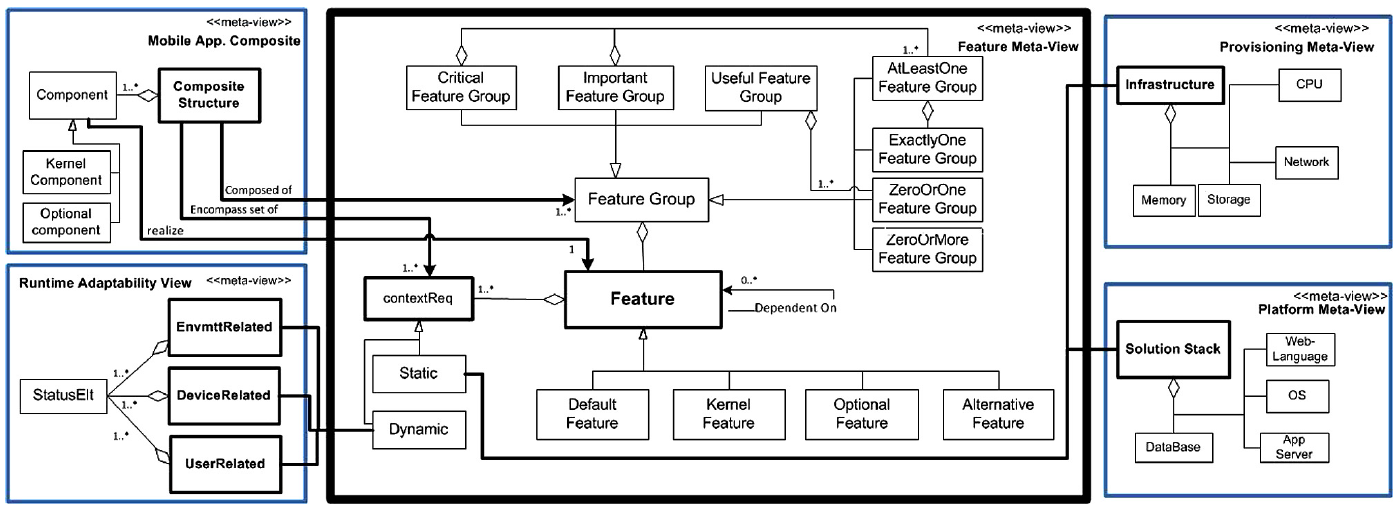 <<meta-view>>
Mobile App. Composite
Component
1..*
Composite
Structure
Kernel
Component
Optional
component
Composed of
Encompass set of
realize
<<meta-view>>
Feature Meta-View
Critical
Feature Group
Important
Feature Group
Useful Feature
Group
1..*
AtLeastOne
Feature Group
ExactlyOne
Feature Group
1..*
ZeroOrOne
Feature Group
ZeroOrMore
Feature Group
Feature Group
1..*
1
1..*
contextReq
1..*
Feature
0..*
Dependent On
Static
Dynamic
Default
Feature
Kernel
Feature
Optional
Feature
Alternative
Feature
<<meta-view>>
Provisioning Meta-View
Infrastructure
CPU
Network
Memory
Storage
Runtime Adaptability View
<<meta-view>>
EnvmttRelated
1..*
StatusElt
DeviceRelated
1..*
1..*
UserRelated
<<meta-view>>
Platform Meta-View
Solution Stack
Web-
Language
OS
DataBase
App
Server